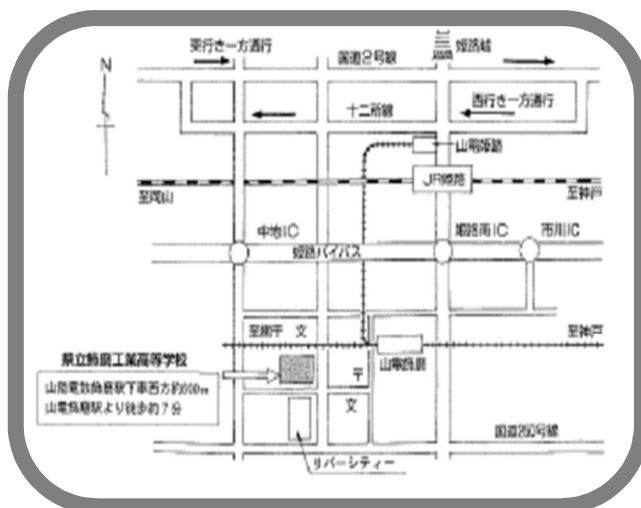 東行き一方通行
国道2号線
姫路城
N
十二所線
西行き一方通行
山電姫路
JR姫路
至岡山
至神戸
中地IC
姫路バイパス
姫路南IC
市川IC
至網干
文
至神戸
山電飾磨
県立飾磨工業高等学校
山陽電鉄飾磨駅下車西方約600m
山電飾磨駅より徒歩約7分
〒
文
国道250号線
リバーシティー